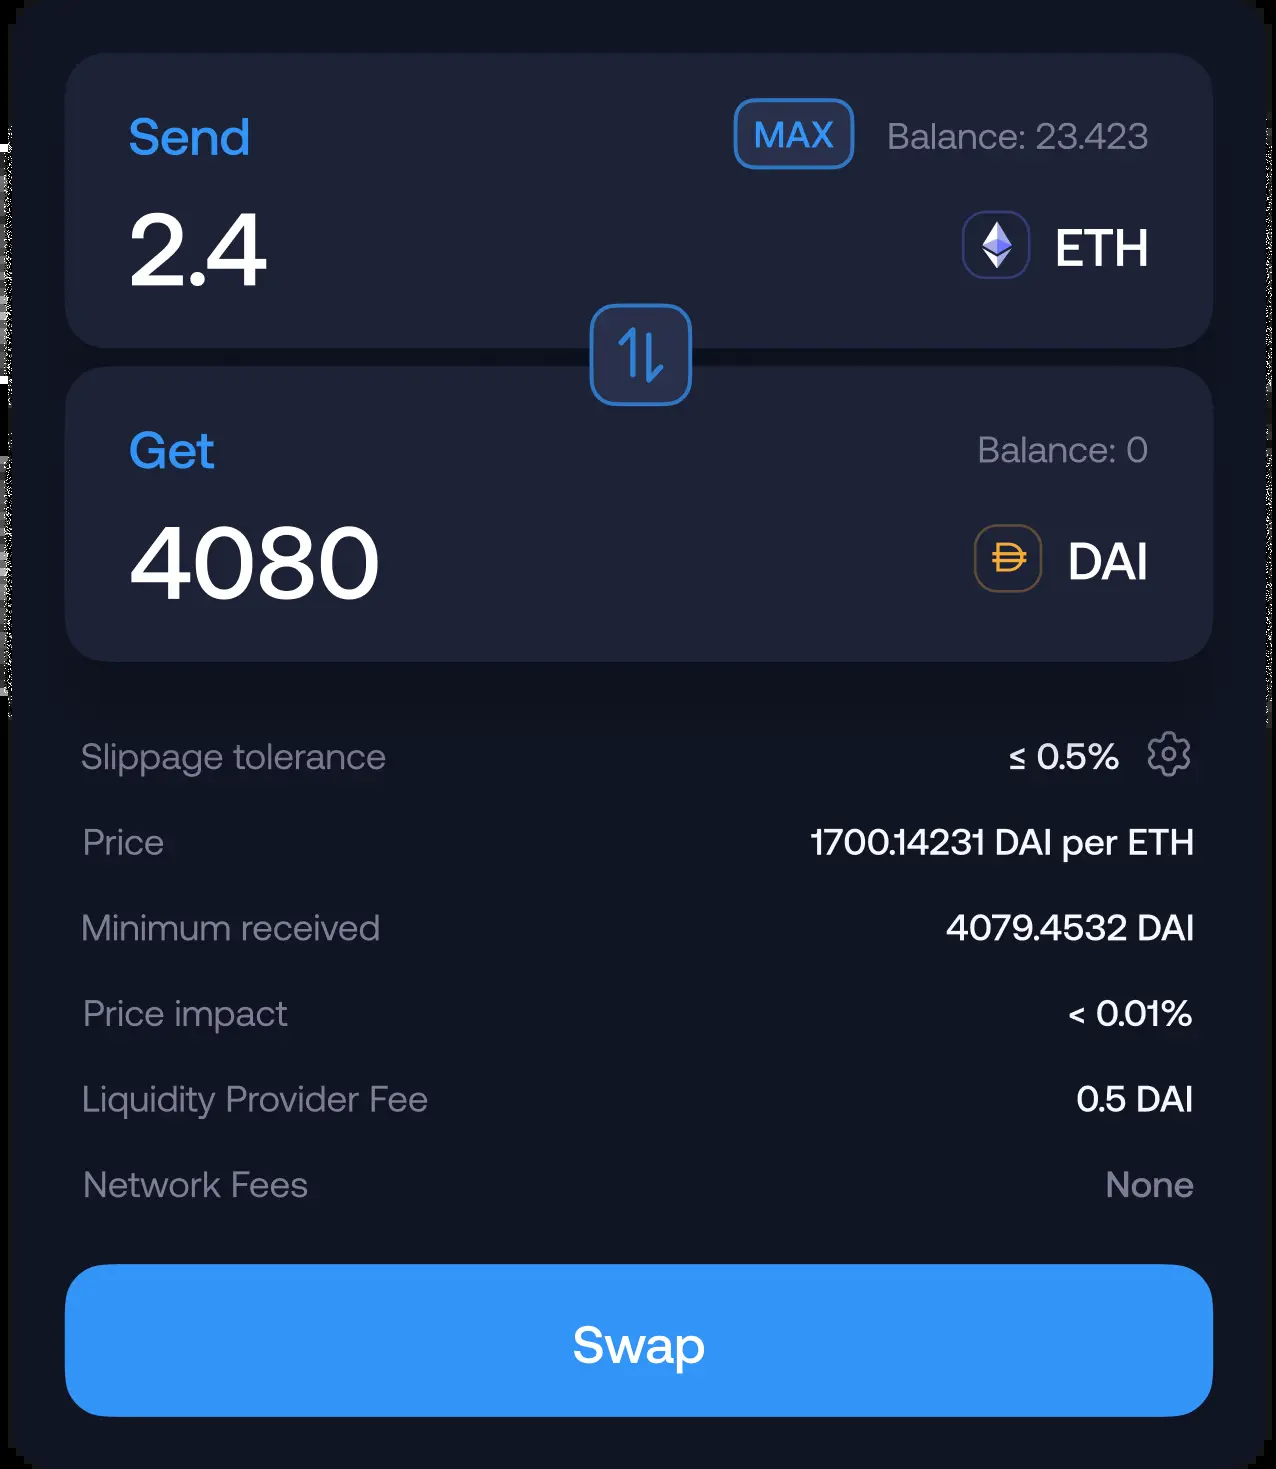 Send
MAX Balance: 23.423
2.4 ETH
Get Balance: 0
4080 DAI
Slippage tolerance ≤ 0.5%
Price 1700.14231 DAI per ETH
Minimum received 4079.4532 DAI
Price impact < 0.01%
Liquidity Provider Fee 0.5 DAI
Network Fees None
Swap